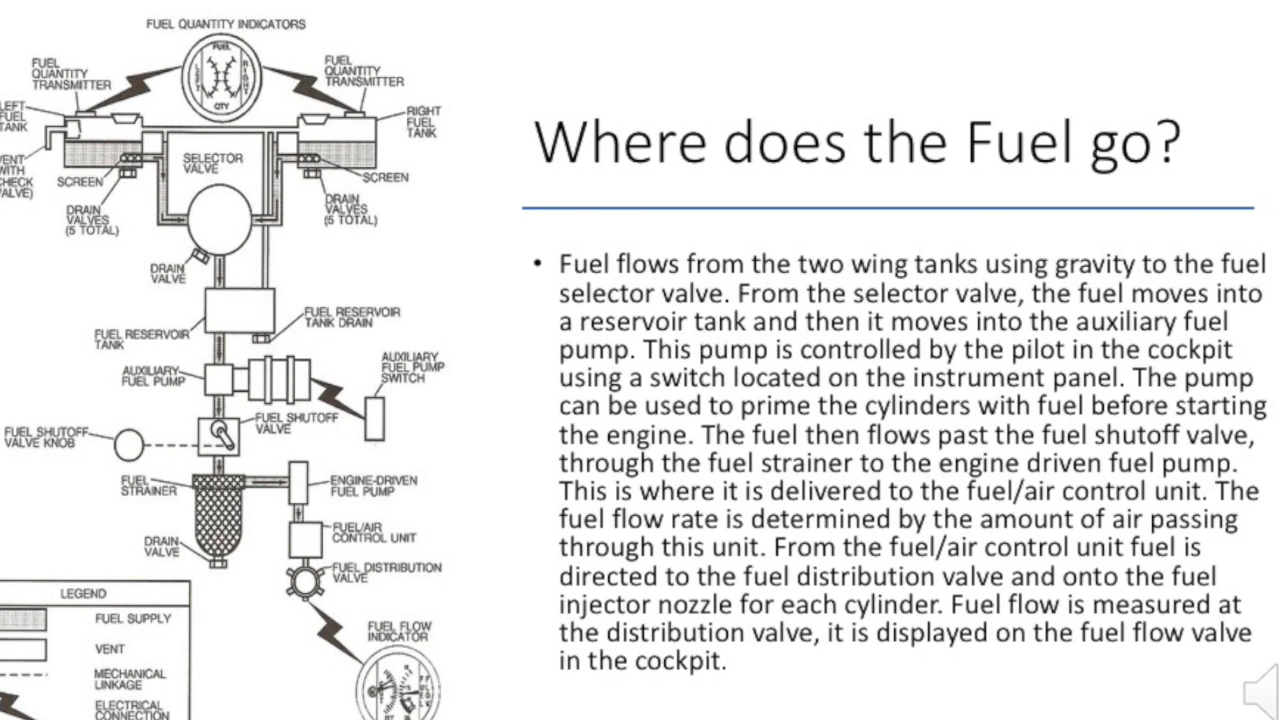 FUEL QUANTITY INDICATORS
FUEL
QUANTITY
TRANSMITTER
FUEL
LEFT
RIGHT
QTY
FUEL
QUANTITY
TRANSMITTER
LEFT
FUEL
TANK
RIGHT
FUEL
TANK
VENT
WITH
CHECK
VALVE)
SELECTOR
VALVE
SCREEN
SCREEN
DRAIN
VALVES
(5 TOTAL)
DRAIN
VALVES
(5 TOTAL)
DRAIN
VALVE
FUEL RESERVOIR
TANK DRAIN
FUEL RESERVOIR
TANK
AUXILIARY
FUEL PUMP
AUXILIARY
FUEL PUMP
SWITCH
FUEL SHUTOFF
VALVE
FUEL SHUTOFF
VALVE KNOB
FUEL
STRAINER
ENGINE-DRIVEN
FUEL PUMP
FUEL/AIR
CONTROL UNIT
DRAIN
VALVE
FUEL DISTRIBUTION
VALVE
FUEL FLOW
INDICATOR
LEGEND
FUEL SUPPLY
VENT
MECHANICAL
LINKAGE
ELECTRICAL
CONNECTION
Where does the Fuel go?
• Fuel flows from the two wing tanks using gravity to the fuel
selector valve. From the selector valve, the fuel moves into
a reservoir tank and then it moves into the auxiliary fuel
pump. This pump is controlled by the pilot in the cockpit
using a switch located on the instrument panel. The pump
can be used to prime the cylinders with fuel before starting
the engine. The fuel then flows past the fuel shutoff valve,
through the fuel strainer to the engine driven fuel pump.
This is where it is delivered to the fuel/air control unit. The
fuel flow rate is determined by the amount of air passing
through this unit. From the fuel/air control unit fuel is
directed to the fuel distribution valve and onto the fuel
injector nozzle for each cylinder. Fuel flow is measured at
the distribution valve, it is displayed on the fuel flow valve
in the cockpit.